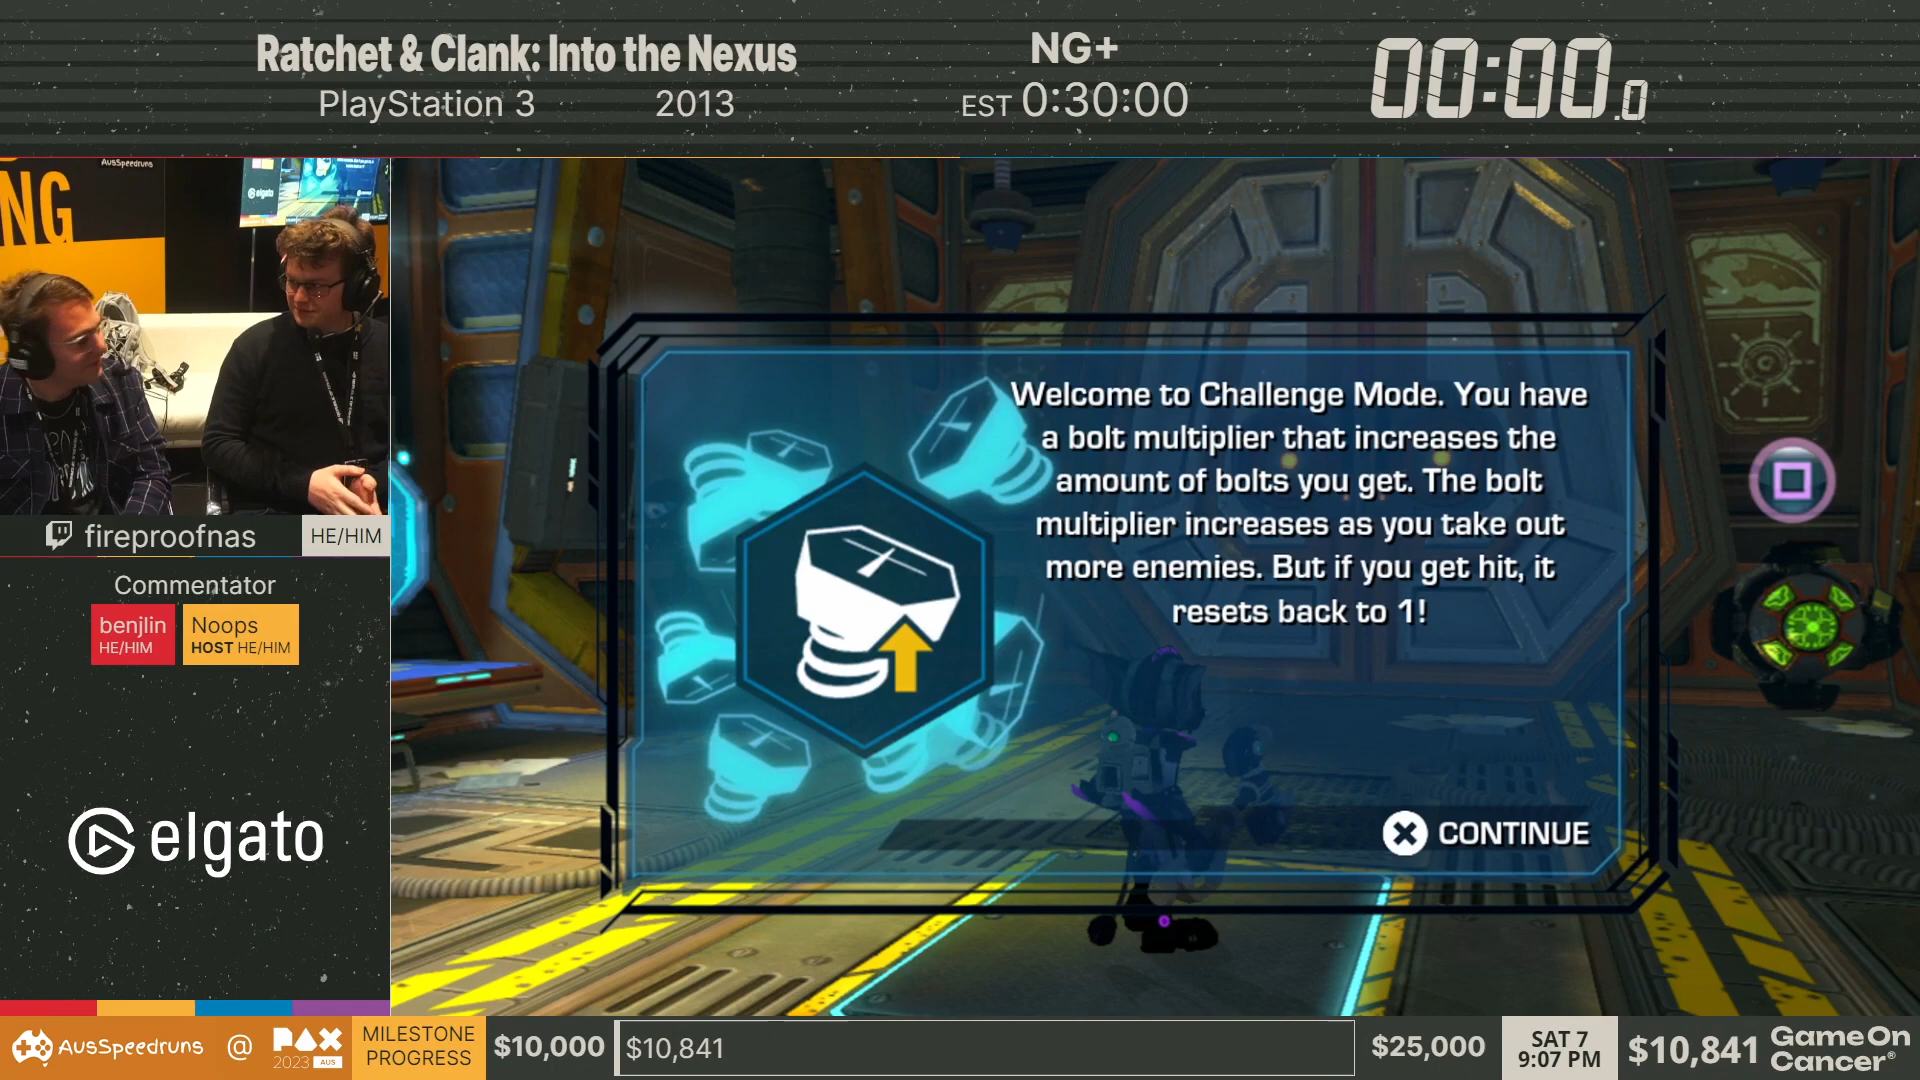 Ratchet & Clank: Into the Nexus
PlayStation 3
2013
NG+
EST 0:30:00
00:00.0
AusSpeedruns
NG
elgato
fireproofnas
HE/HIM
Commentator
benjlin
HE/HIM
Noops
HOST HE/HIM
elgato
Welcome to Challenge Mode. You have
a bolt multiplier that increases the
amount of bolts you get. The bolt
multiplier increases as you take out
more enemies. But if you get hit, it
resets back to 1!
CONTINUE
AusSpeedruns
@
PAX
2023 AUS
MILESTONE
PROGRESS
$10,000
$10,841
$25,000
SAT 7
9:07 PM
$10,841
GameOn
Cancer®